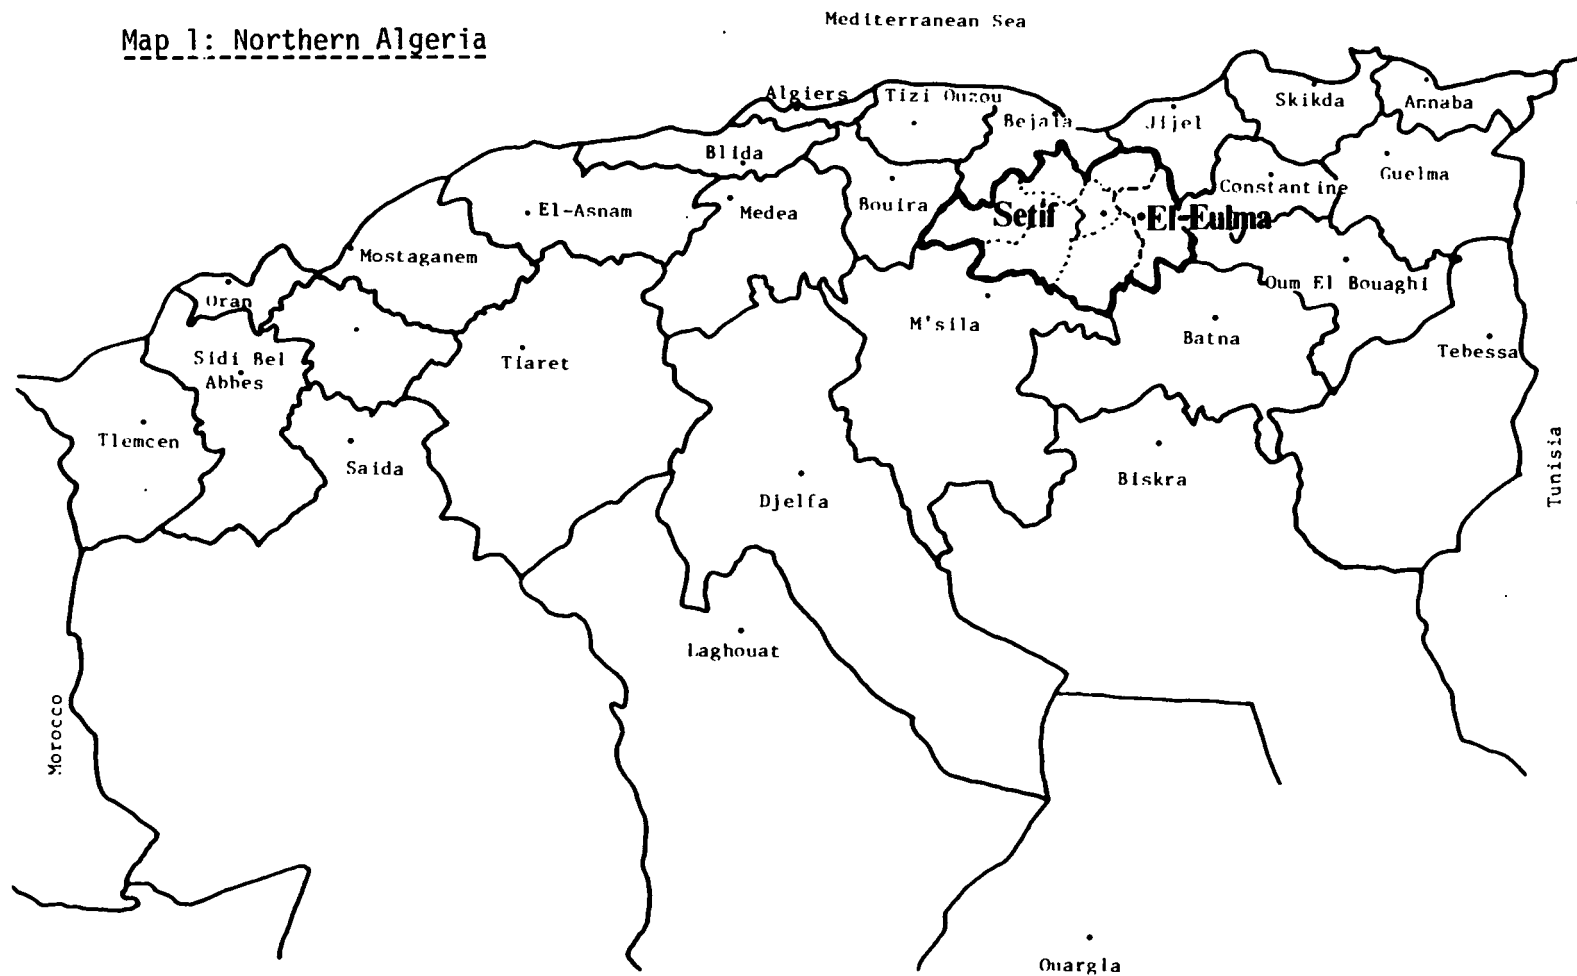 Mediterranean Sea
Map 1: Northern Algeria
Algiers
Tizi Ouzou
Bejaia
Jijel
Skikda
Annaba
Blida
Constantine
Guelma
El-Asnam
Medea
Bouira
Setif
El-Eulma
Mostaganem
Oran
Oum El Bouaghi
M'sila
Batna
Tebessa
Sidi Bel
Abbes
Tiaret
Tlemcen
Saida
Djelfa
Biskra
Tunisia
Laghouat
Morocco
Ouargla